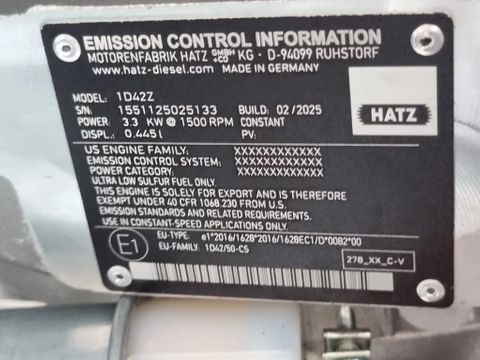 EMISSION CONTROL INFORMATION
MOTORENFABRIK HATZ GMBH +CO KG · D-94099 RUHSTORF
www.hatz-diesel.com MADE IN GERMANY
MODEL: 1D42Z
S/N: 1551125025133 BUILD: 02/2025
POWER: 3.3 KW @ 1500 RPM CONSTANT
DISPL.: 0,445 l PV:
HATZ
US ENGINE FAMILY: XXXXXXXXXXXX
EMISSION CONTROL SYSTEM: XXXXXXXXXXXX
POWER CATEGORY: XXXXXXXXXXXX
ULTRA LOW SULFUR FUEL ONLY.
THIS ENGINE IS SOLELY FOR EXPORT AND IS THEREFORE
EXEMPT UNDER 40 CFR 1068.230 FROM US
EMISSION STANDARDS AND RELATED REQUIREMENTS.
USE IN CONSTANT-SPEED APPLICATIONS ONLY.
E1
EU-TYPE: e1*2016/1628*2016/1628EC1/D*0082*00
EU-FAMILY: 1D42/50-CS
278_XX_C-V